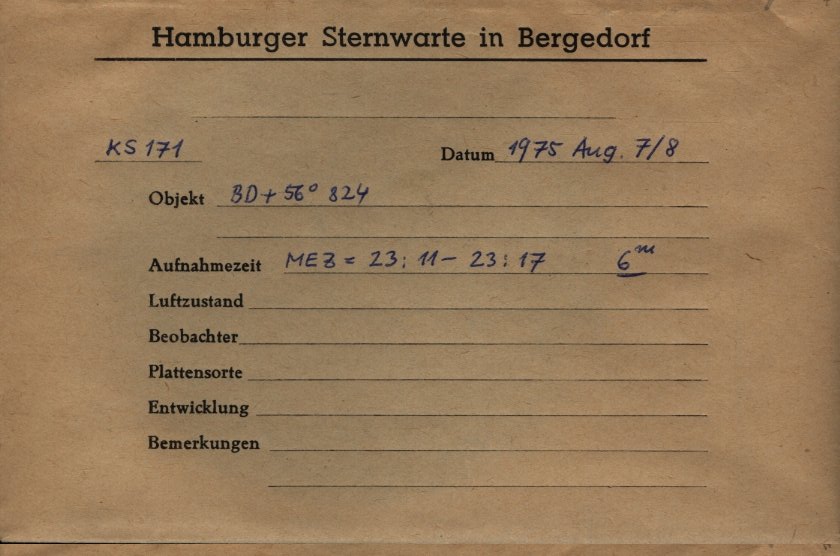 Hamburger Sternwarte in Bergedorf
KS 171 Datum 1975 Aug. 7/8
Objekt BD + 56° 824
Aufnahmezeit MEZ = 23:11 - 23:17 6ᵐ
Luftzustand
Beobachter
Plattensorte
Entwicklung
Bemerkungen